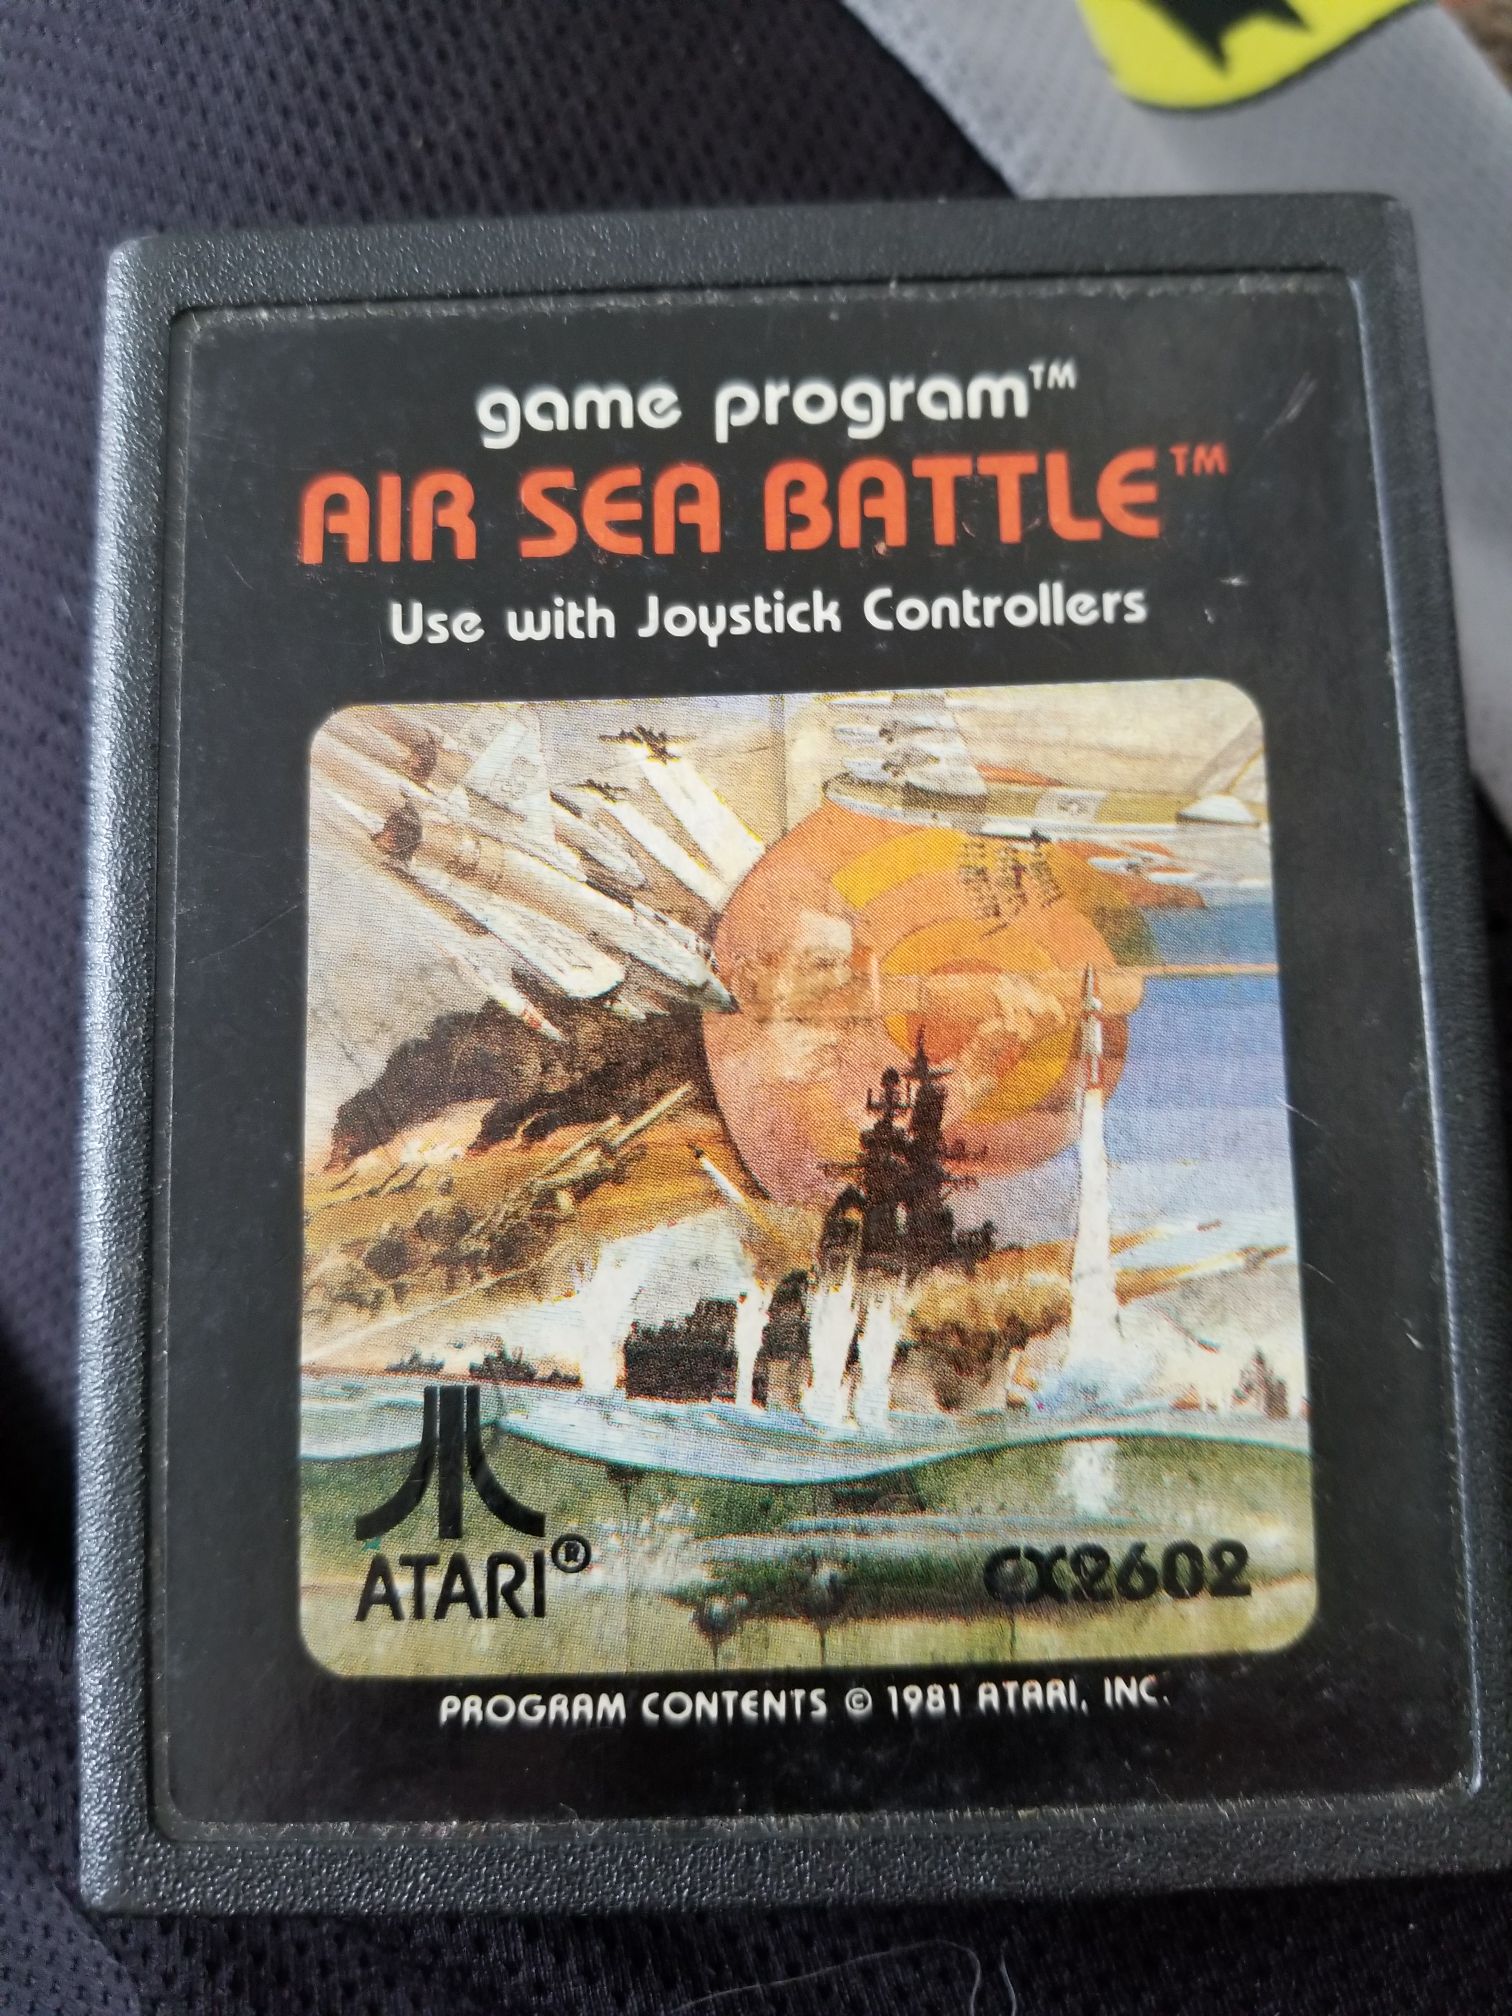 game program™
AIR SEA BATTLE™
Use with Joystick Controllers
ATARI®
CX2602
PROGRAM CONTENTS © 1981 ATARI, INC.